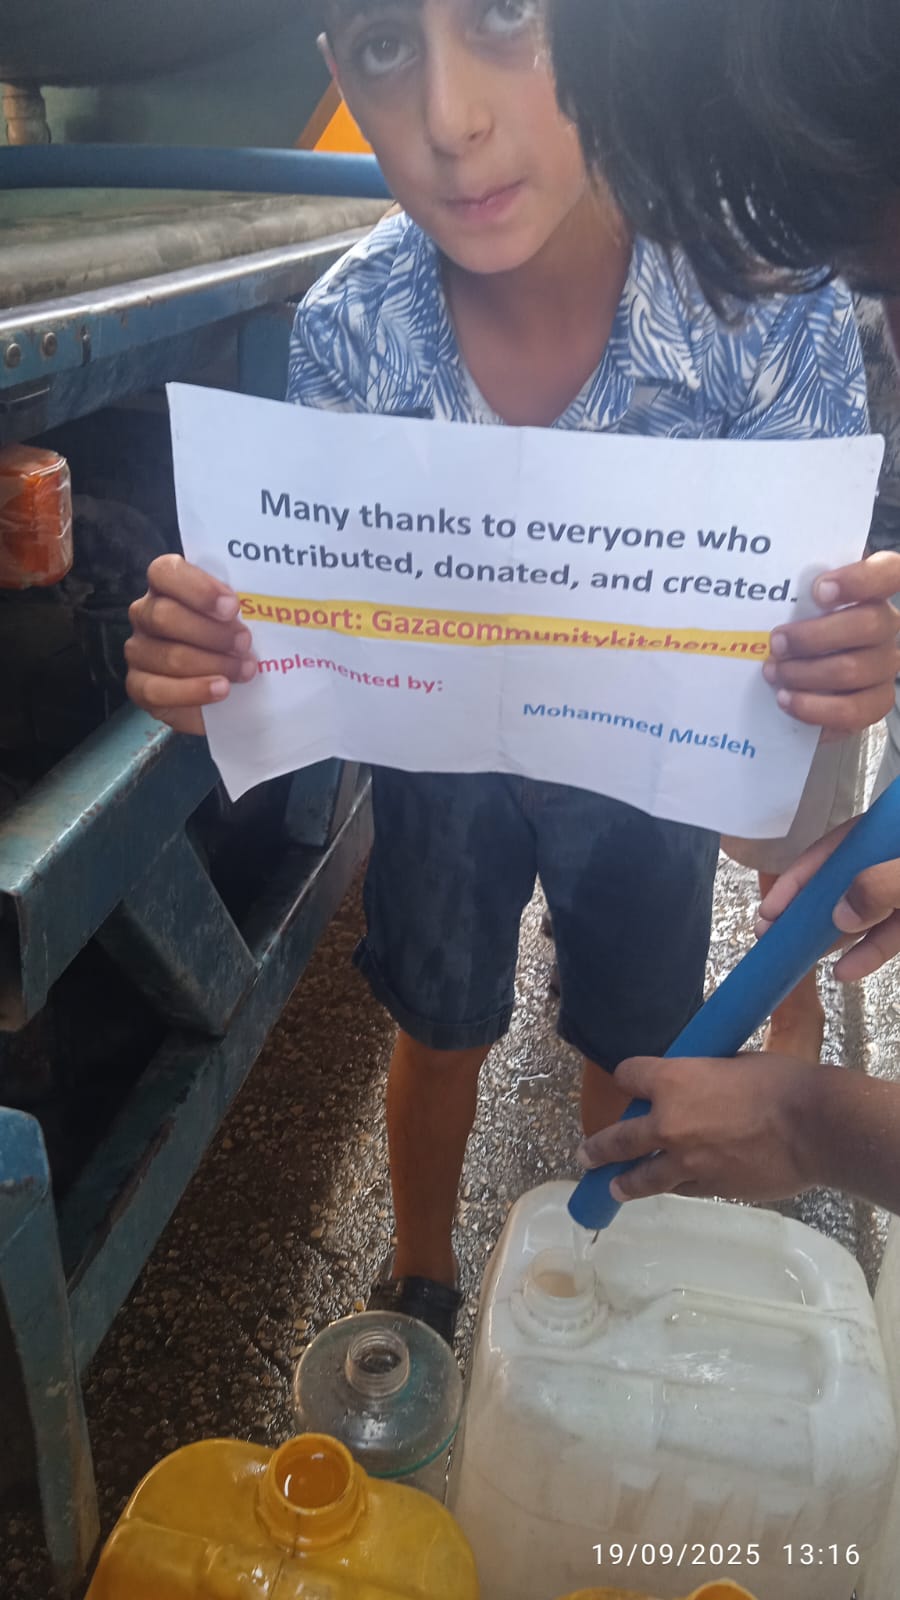 Many thanks to everyone who
contributed, donated, and created.
Support: Gazacommunitykitchen.ne
mplemented by:
Mohammed Musleh
19/09/2025 13:16